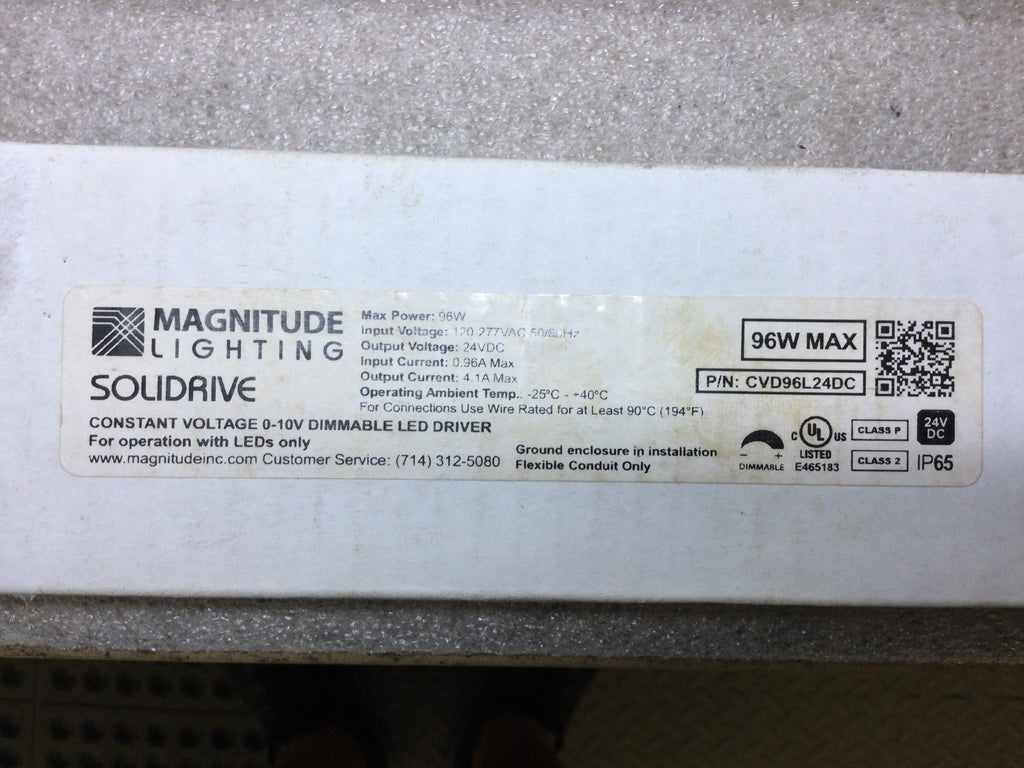 MAGNITUDE
LIGHTING
SOLIDRIVE
CONSTANT VOLTAGE 0-10V DIMMABLE LED DRIVER
For operation with LEDs only
www.magnitudeinc.com Customer Service: (714) 312-5080
Max Power: 96W
Input Voltage: 120-277VAC 50/60Hz
Output Voltage: 24VDC
Input Current: 0.96A Max
Output Current: 4.1A Max
Operating Ambient Temp.: -25°C - +40°C
For Connections Use Wire Rated for at Least 90°C (194°F)
Ground enclosure in installation
Flexible Conduit Only
96W MAX
P/N: CVD96L24DC
- +
DIMMABLE
C UL US
LISTED
E465183
CLASS P
CLASS 2
24V
DC
IP65